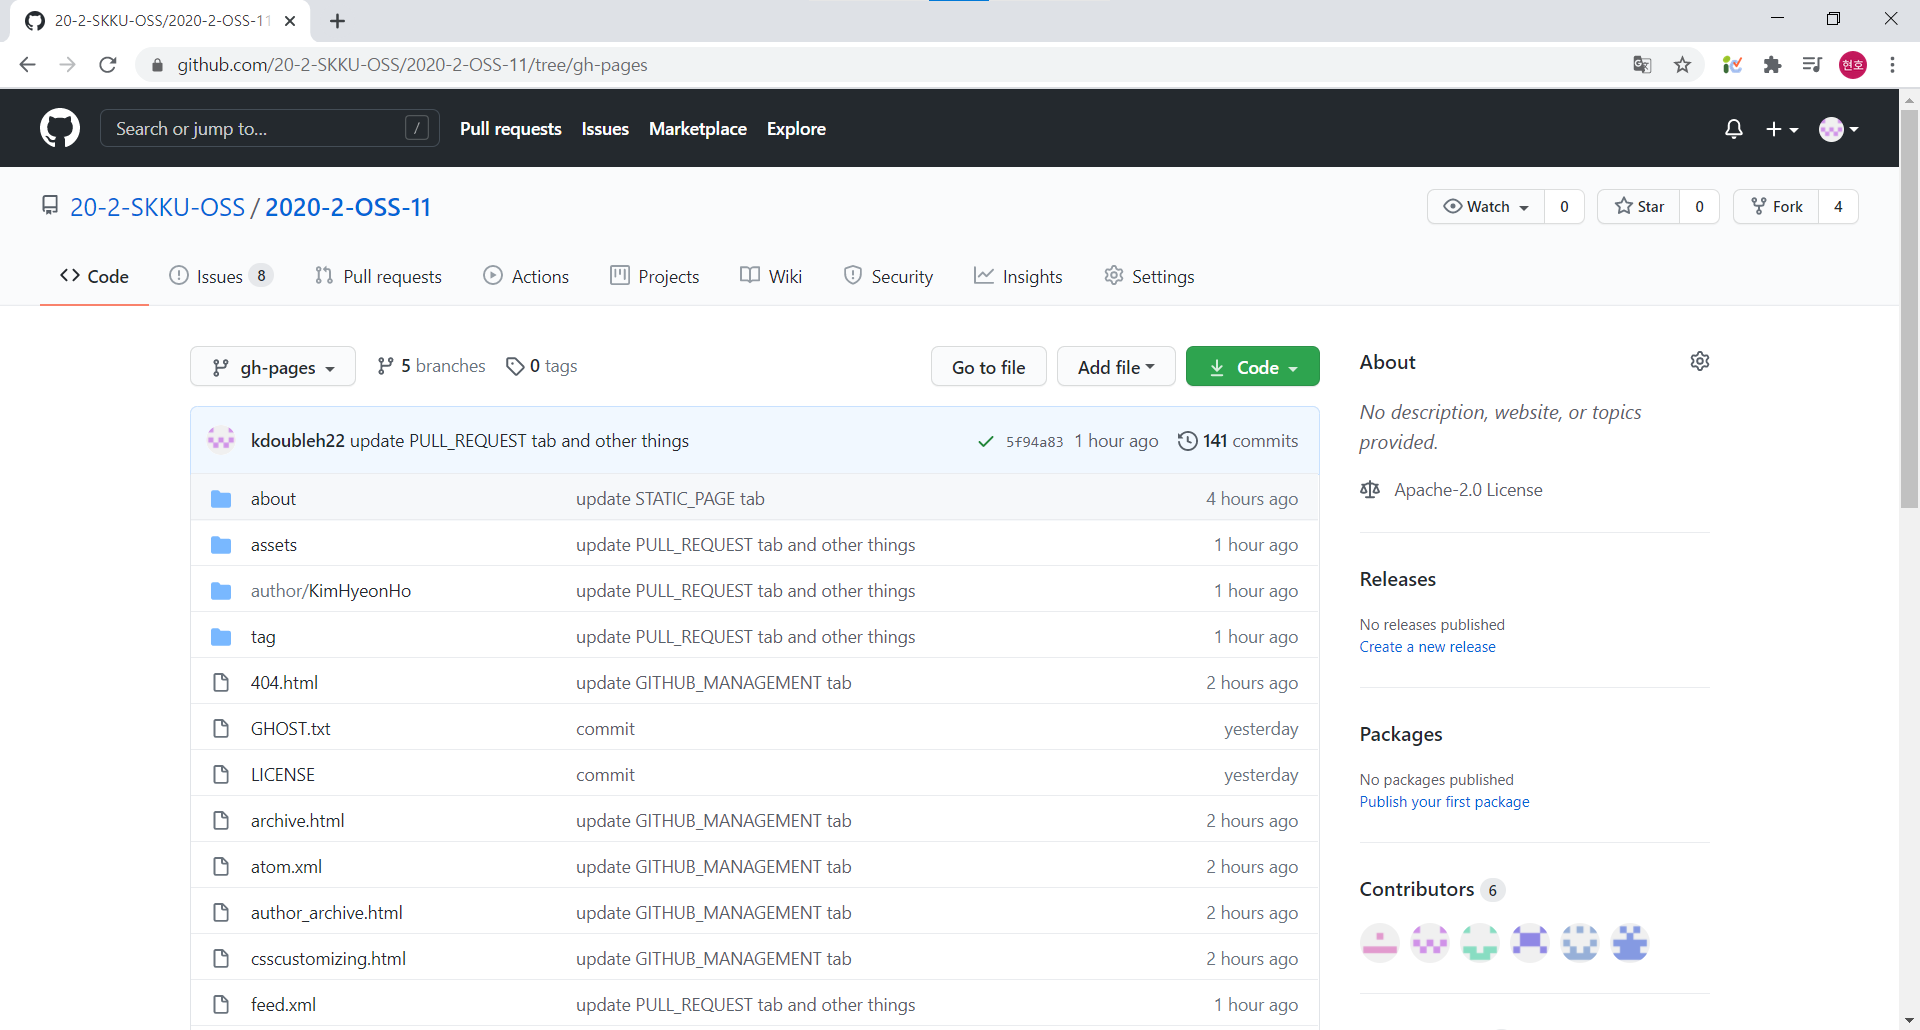 20-2-SKKU-OSS/2020-2-OSS-11
github.com/20-2-SKKU-OSS/2020-2-OSS-11/tree/gh-pages
현호
Search or jump to... /
Pull requests Issues Marketplace Explore
20-2-SKKU-OSS / 2020-2-OSS-11
Watch 0 Star 0 Fork 4
Code Issues 8 Pull requests Actions Projects Wiki Security Insights Settings
gh-pages 5 branches 0 tags Go to file Add file Code
kdoubleh22 update PULL_REQUEST tab and other things 5f94a83 1 hour ago 141 commits
about update STATIC_PAGE tab 4 hours ago
assets update PULL_REQUEST tab and other things 1 hour ago
author/KimHyeonHo update PULL_REQUEST tab and other things 1 hour ago
tag update PULL_REQUEST tab and other things 1 hour ago
404.html update GITHUB_MANAGEMENT tab 2 hours ago
GHOST.txt commit yesterday
LICENSE commit yesterday
archive.html update GITHUB_MANAGEMENT tab 2 hours ago
atom.xml update GITHUB_MANAGEMENT tab 2 hours ago
author_archive.html update GITHUB_MANAGEMENT tab 2 hours ago
csscustomizing.html update GITHUB_MANAGEMENT tab 2 hours ago
feed.xml update PULL_REQUEST tab and other things 1 hour ago
About
No description, website, or topics
provided.
Apache-2.0 License
Releases
No releases published
Create a new release
Packages
No packages published
Publish your first package
Contributors 6